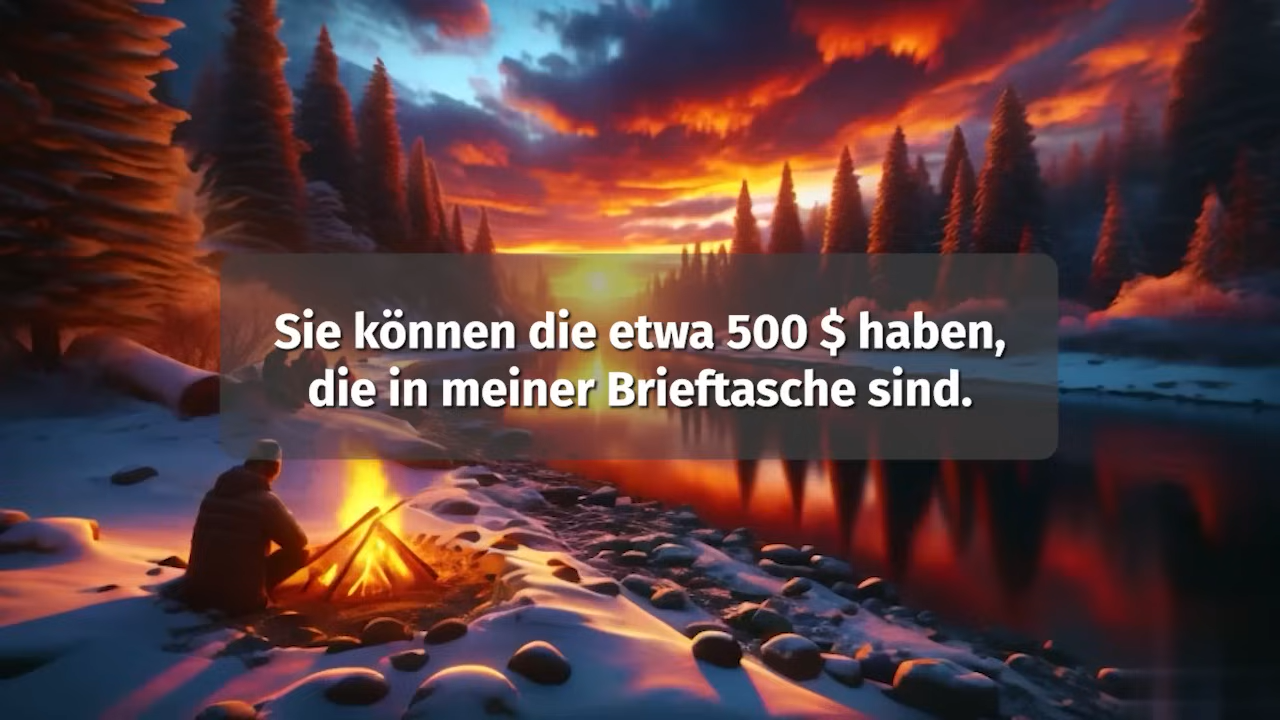 Sie können die etwa 500 $ haben,
die in meiner Brieftasche sind.